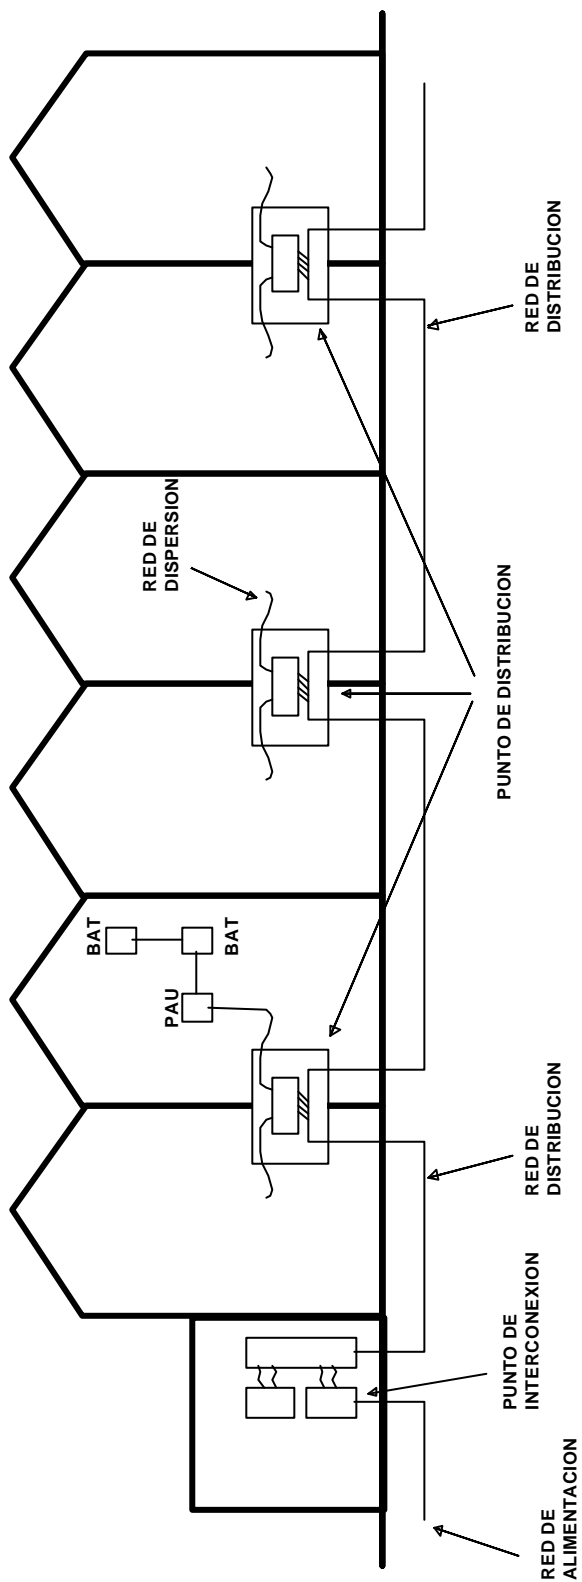 RED DE
ALIMENTACION
PUNTO DE
INTERCONEXION
RED DE
DISTRIBUCION
PAU
BAT
BAT
PUNTO DE DISTRIBUCION
RED DE
DISPERSION
RED DE
DISTRIBUCION